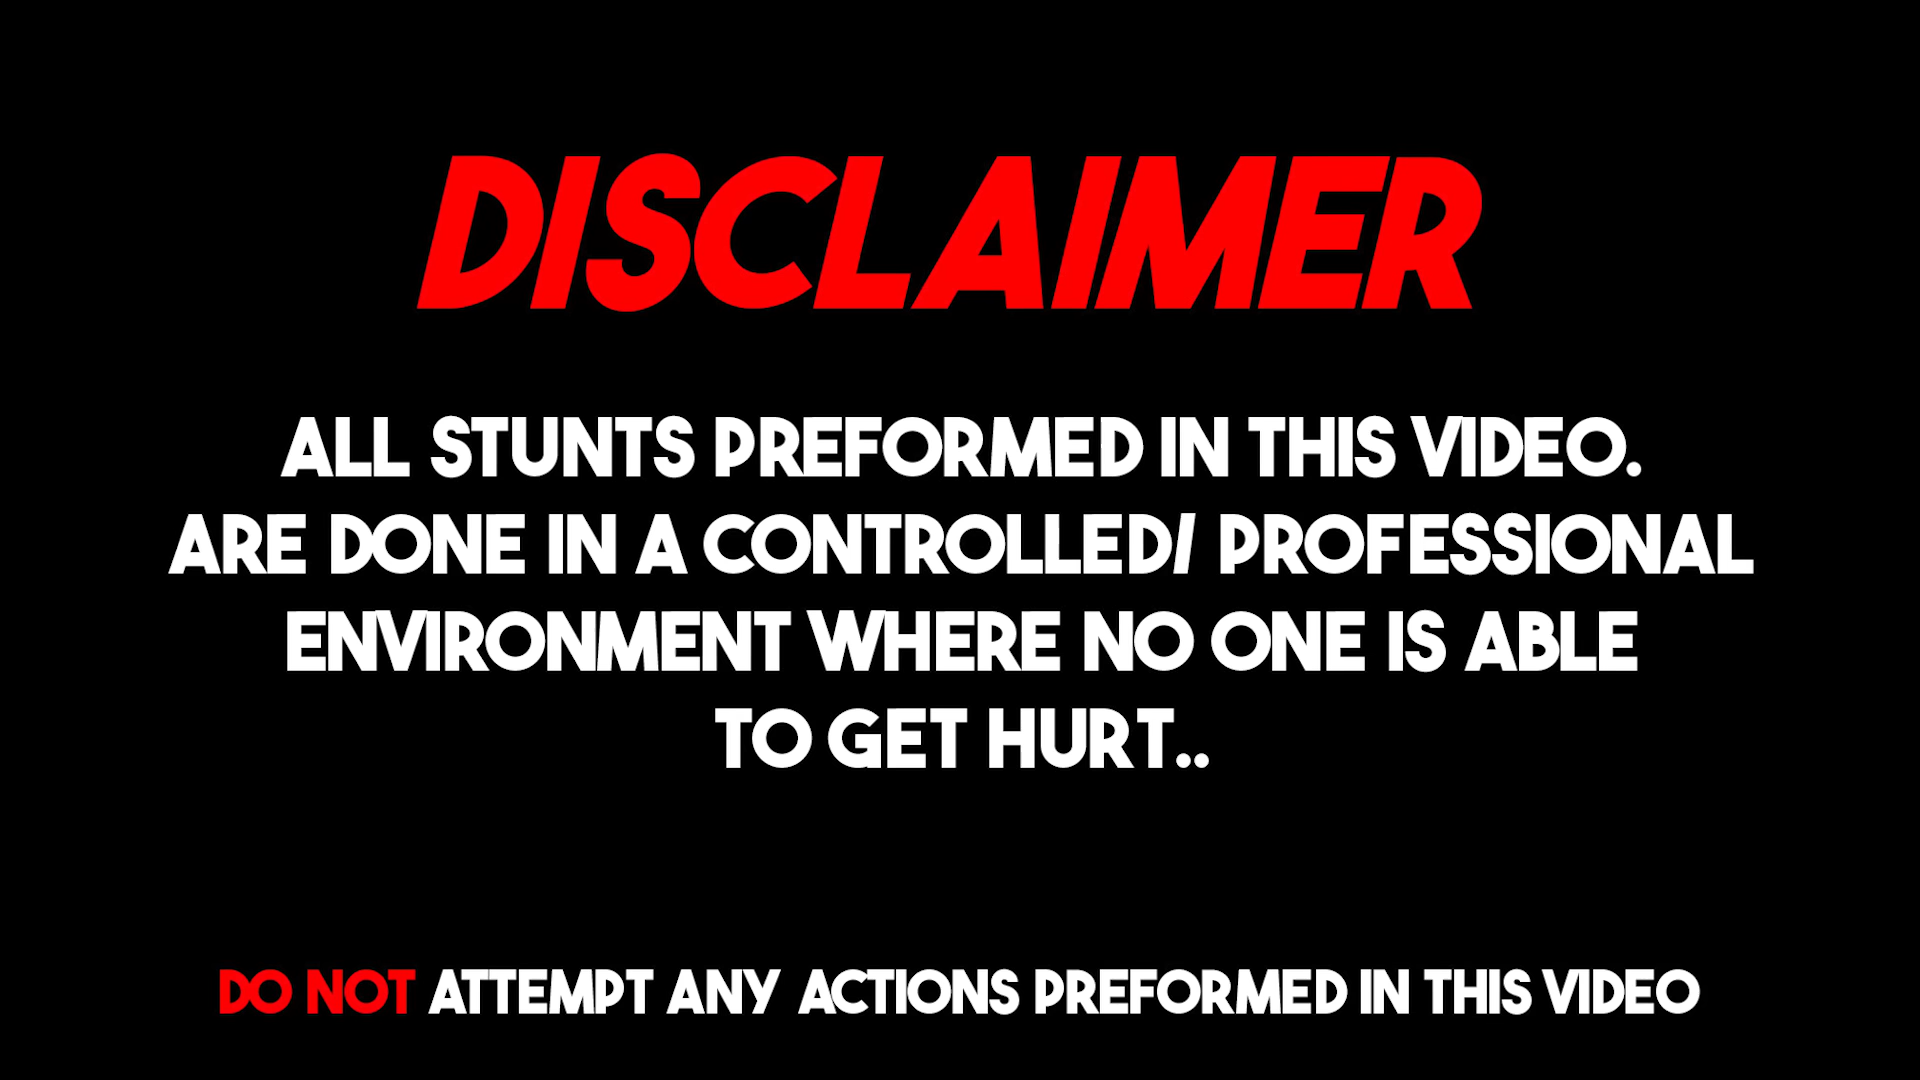 DISCLAIMER
ALL STUNTS PREFORMED IN THIS VIDEO.
ARE DONE IN A CONTROLLED/ PROFESSIONAL
ENVIRONMENT WHERE NO ONE IS ABLE
TO GET HURT..
DO NOT ATTEMPT ANY ACTIONS PREFORMED IN THIS VIDEO